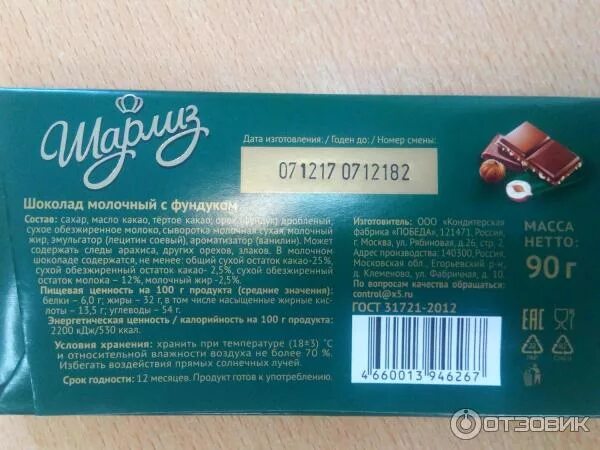 Шарлиз
Дата изготовления: / Годен до: / Номер смены:
071217 0712182
Шоколад молочный с фундуком
Состав: сахар, масло какао, тёртое какао, орех (фундук) дробленый,
сухое обезжиренное молоко, сыворотка молочная сухая, молочный
жир, эмульгатор (лецитин соевый), ароматизатор (ванилин). Может
содержать следы арахиса, других орехов, злаков. В молочном
шоколаде содержатся, не менее: общий сухой остаток какао-25%,
сухой обезжиренный остаток какао- 2,5%, сухой обезжиренный
остаток молока – 12%, молочный жир -2,5%.
Пищевая ценность на 100 г продукта (средние значения):
белки – 6,0 г; жиры – 32 г, в том числе насыщенные жирные кисло-
ты – 13,5 г; углеводы – 54 г.
Энергетическая ценность / калорийность на 100 г продукта:
2200 кДж/530 ккал.
Условия хранения: хранить при температуре (18±3) °C
и относительной влажности воздуха не более 70 %.
Избегать воздействия прямых солнечных лучей.
Срок годности: 12 месяцев. Продукт готов к употреблению.
Изготовитель: ООО «Кондитерская
фабрика «ПОБЕДА», 121471, Россия,
г. Москва, ул. Рябиновая, д.26, стр. 2.
Адрес производства: 140300, Россия,
Московская обл., Егорьевский р-н,
д. Клеменово, ул. Фабричная, д. 10.
По вопросам качества обращаться:
control@x5.ru
ГОСТ 31721-2012
4 660013 946267
МАССА
НЕТТО:
90 г
EAC
ОТЗОВИК